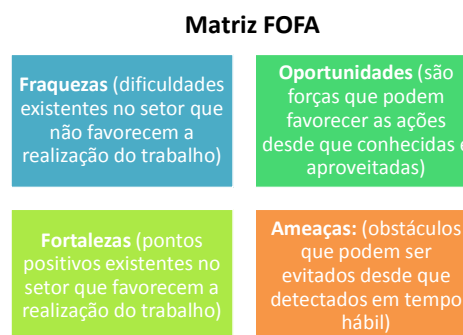 Matriz FOFA
Fraquezas (dificuldades
existentes no setor que
não favorecem a
realização do trabalho)
Oportunidades (são
forças que podem
favorecer as ações
desde que conhecidas e
aproveitadas)
Fortalezas (pontos
positivos existentes no
setor que favorecem a
realização do trabalho)
Ameaças: (obstáculos
que podem ser
evitados desde que
detectados em tempo
hábil)